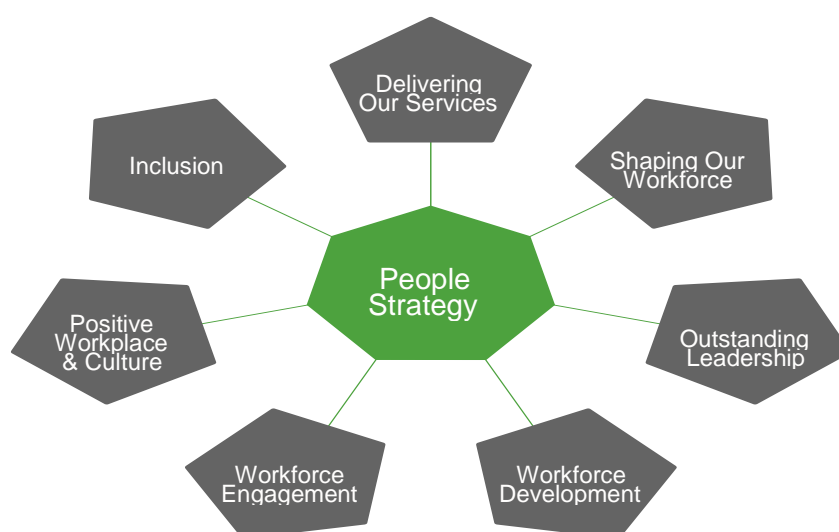 Delivering
Our Services
Inclusion
Shaping Our
Workforce
People
Strategy
Positive
Workplace
& Culture
Outstanding
Leadership
Workforce
Engagement
Workforce
Development